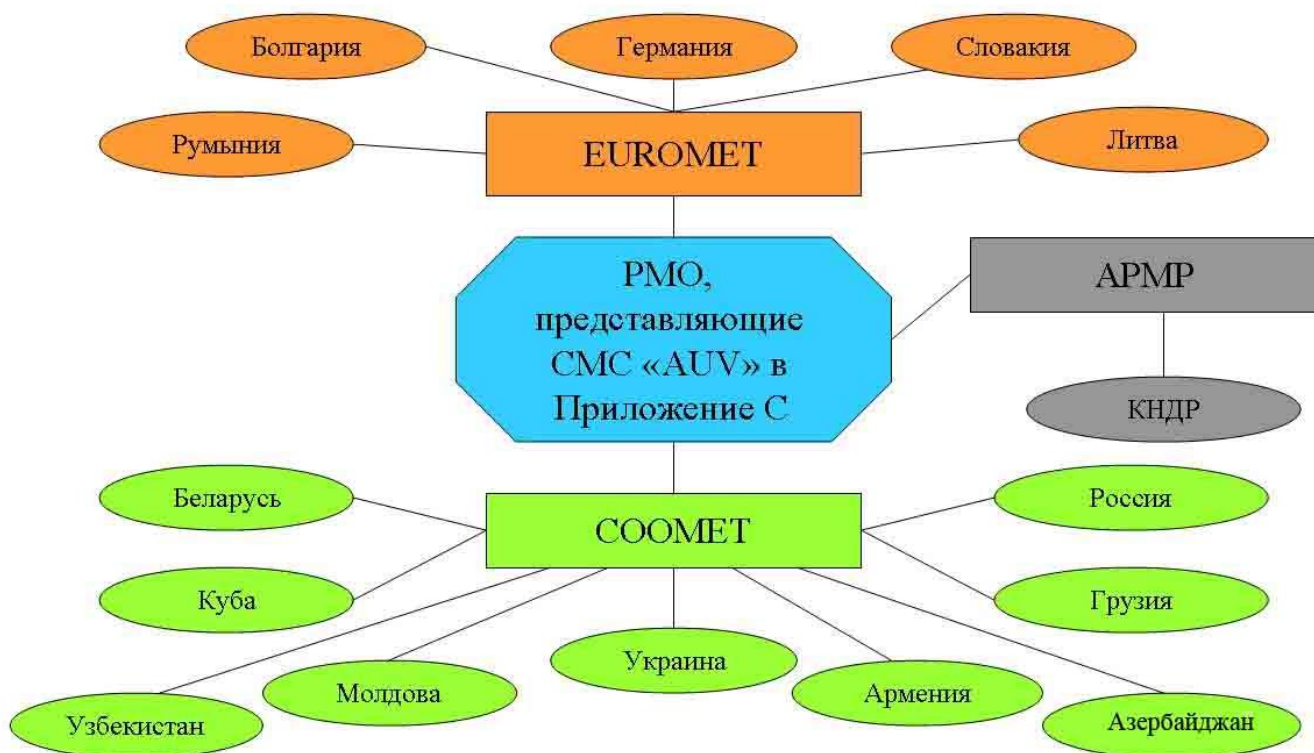 Болгария
Германия
Словакия
Румыния
EUROMET
Литва
РМО,
представляющие
СМС «AUV» в
Приложение С
APMP
КНДР
Беларусь
COOMET
Россия
Куба
Грузия
Узбекистан
Молдова
Украина
Армения
Азербайджан